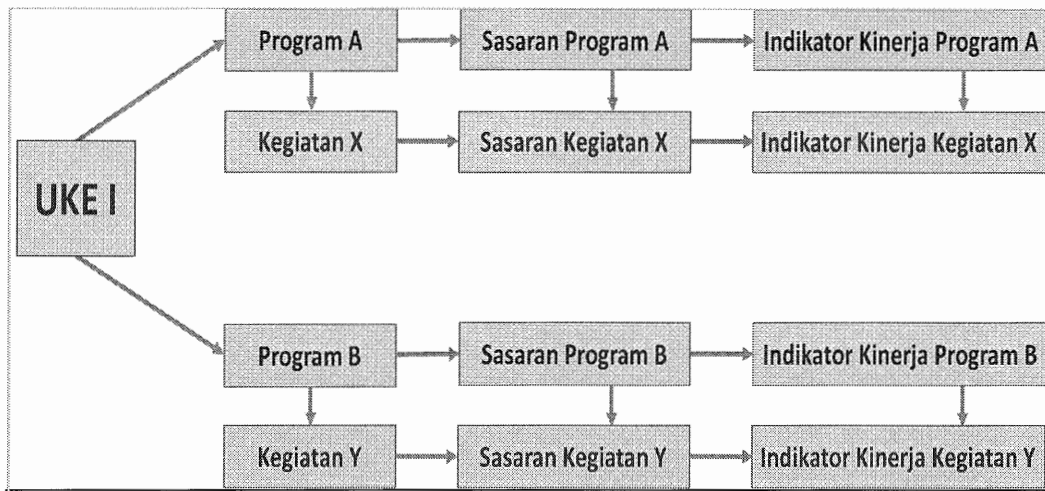 Program A
Sasaran Program A
Indikator Kinerja Program A
Kegiatan X
Sasaran Kegiatan X
Indikator Kinerja Kegiatan X
UKE I
Program B
Sasaran Program B
Indikator Kinerja Program B
Kegiatan Y
Sasaran Kegiatan Y
Indikator Kinerja Kegiatan Y